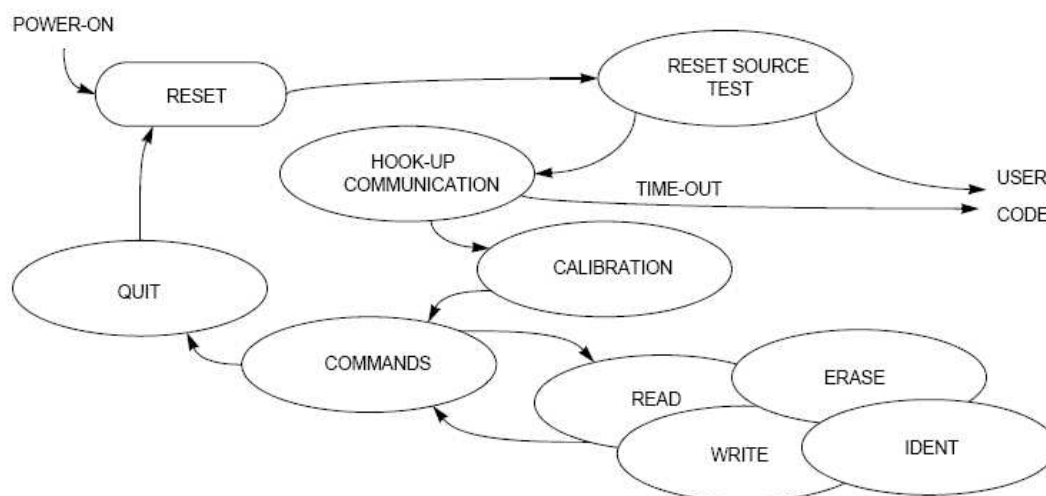 POWER-ON
RESET
RESET SOURCE
TEST
HOOK-UP
COMMUNICATION
TIME-OUT
USER
CODE
CALIBRATION
QUIT
COMMANDS
ERASE
READ
WRITE
IDENT